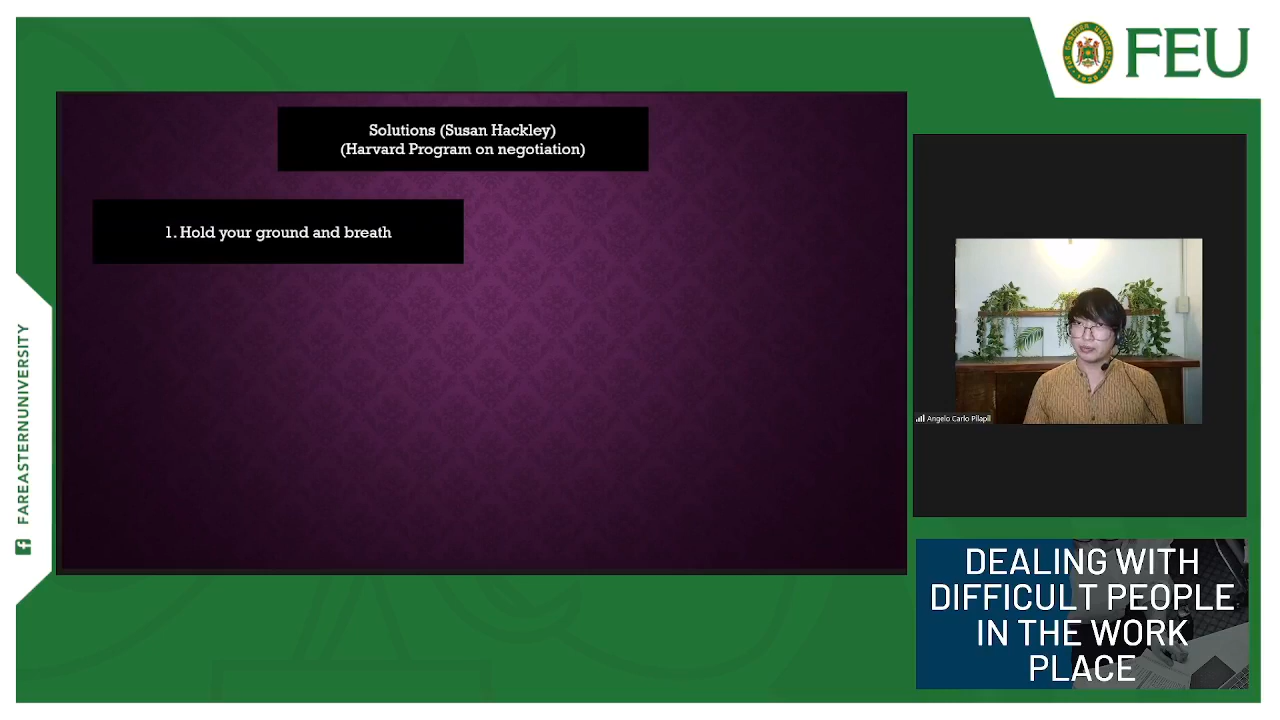 FEU
Solutions (Susan Hackley)
(Harvard Program on negotiation)
1. Hold your ground and breath
Angelo Carlo Pilapil
FAREASTERNUNIVERSITY
DEALING WITH
DIFFICULT PEOPLE
IN THE WORK
PLACE